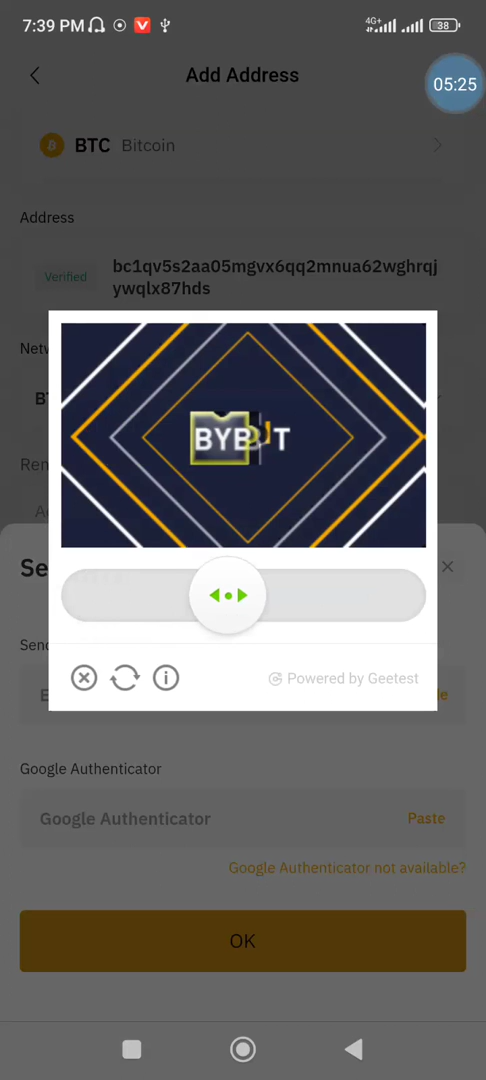 7:39 PM
4G+
38
Add Address
05:25
BTC Bitcoin
Address
Verified
bc1qv5s2aa05mgvx6qq2mnua62wghrqj
ywqlx87hds
Google Authenticator
Google Authenticator
Paste
Google Authenticator not available?
OK
Powered by Geetest